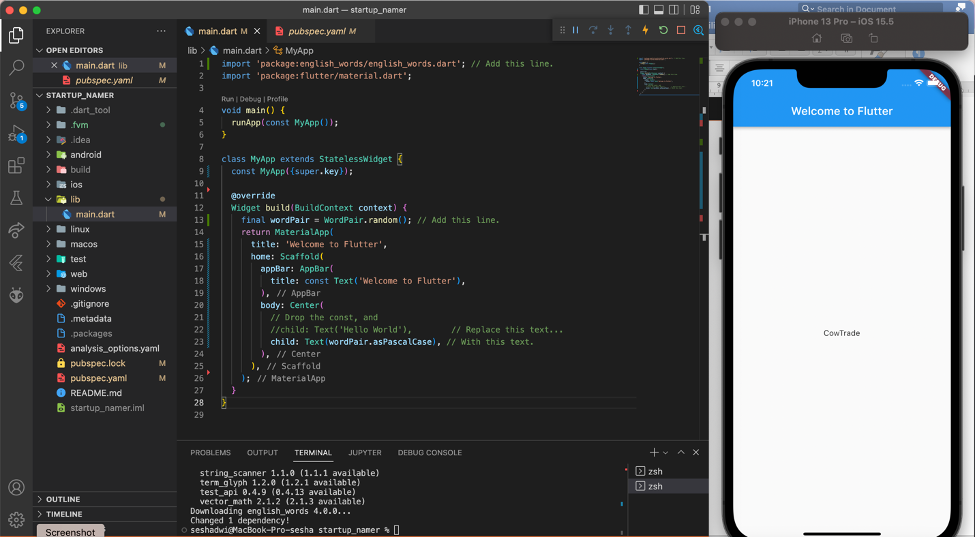 main.dart — startup_namer
Search in Document
iPhone 13 Pro – iOS 15.5
EXPLORER
OPEN EDITORS
main.dart lib M
pubspec.yaml M
STARTUP_NAMER
.dart_tool
.fvm
.idea
android
build
ios
lib
main.dart M
linux
macos
test
web
windows
.gitignore
.metadata
.packages
analysis_options.yaml
pubspec.lock M
pubspec.yaml M
README.md
startup_namer.iml
OUTLINE
TIMELINE
Screenshot
5
1
main.dart M
pubspec.yaml M
lib > main.dart > MyApp
1 import 'package:english_words/english_words.dart'; // Add this line.
2 import 'package:flutter/material.dart';
3
Run | Debug | Profile
4 void main() {
5 runApp(const MyApp());
6 }
7
8 class MyApp extends StatelessWidget {
9 const MyApp({super.key});
10
11 @override
12 Widget build(BuildContext context) {
13 final wordPair = WordPair.random(); // Add this line.
14 return MaterialApp(
15 title: 'Welcome to Flutter',
16 home: Scaffold(
17 appBar: AppBar(
18 title: const Text('Welcome to Flutter'),
19 ), // AppBar
20 body: Center(
21 // Drop the const, and
22 //child: Text('Hello World'), // Replace this text...
23 child: Text(wordPair.asPascalCase), // With this text.
24 ), // Center
25 ), // Scaffold
26 ); // MaterialApp
27 }
28 }
29
PROBLEMS OUTPUT TERMINAL JUPYTER DEBUG CONSOLE
string_scanner 1.1.0 (1.1.1 available)
term_glyph 1.2.0 (1.2.1 available)
test_api 0.4.9 (0.4.13 available)
vector_math 2.1.2 (2.1.3 available)
Downloading english_words 4.0.0...
Changed 1 dependency!
seshadwi@MacBook-Pro-sesha startup_namer %
zsh
zsh
10:21
DEBUG
Welcome to Flutter
CowTrade